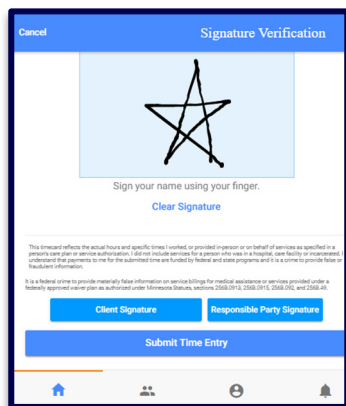 Cancel Signature Verification
Sign your name using your finger.
Clear Signature
This timecard reflects the actual hours and specific times I worked, or provided in-person or on behalf of services as specified in a
person's care plan or service authorization. I did not include services for a person who was in a hospital, care facility or incarcerated. I
understand that payments to me for the submitted time are funded by federal and state programs and it is a crime to provide false or
fraudulent information.
It is a federal crime to provide materially false information on service billings for medical assistance or services provided under a
federally approved waiver plan as authorized under Minnesota Statues, sections 256B.0913, 256B.0915, 256B.092, and 256B.49.
Client Signature Responsible Party Signature
Submit Time Entry